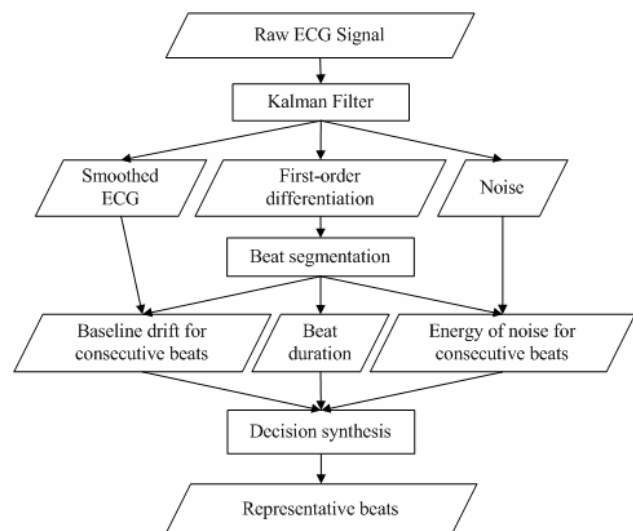 Raw ECG Signal
Kalman Filter
Smoothed
ECG
First-order
differentiation
Noise
Beat segmentation
Baseline drift for
consecutive beats
Beat
duration
Energy of noise for
consecutive beats
Decision synthesis
Representative beats